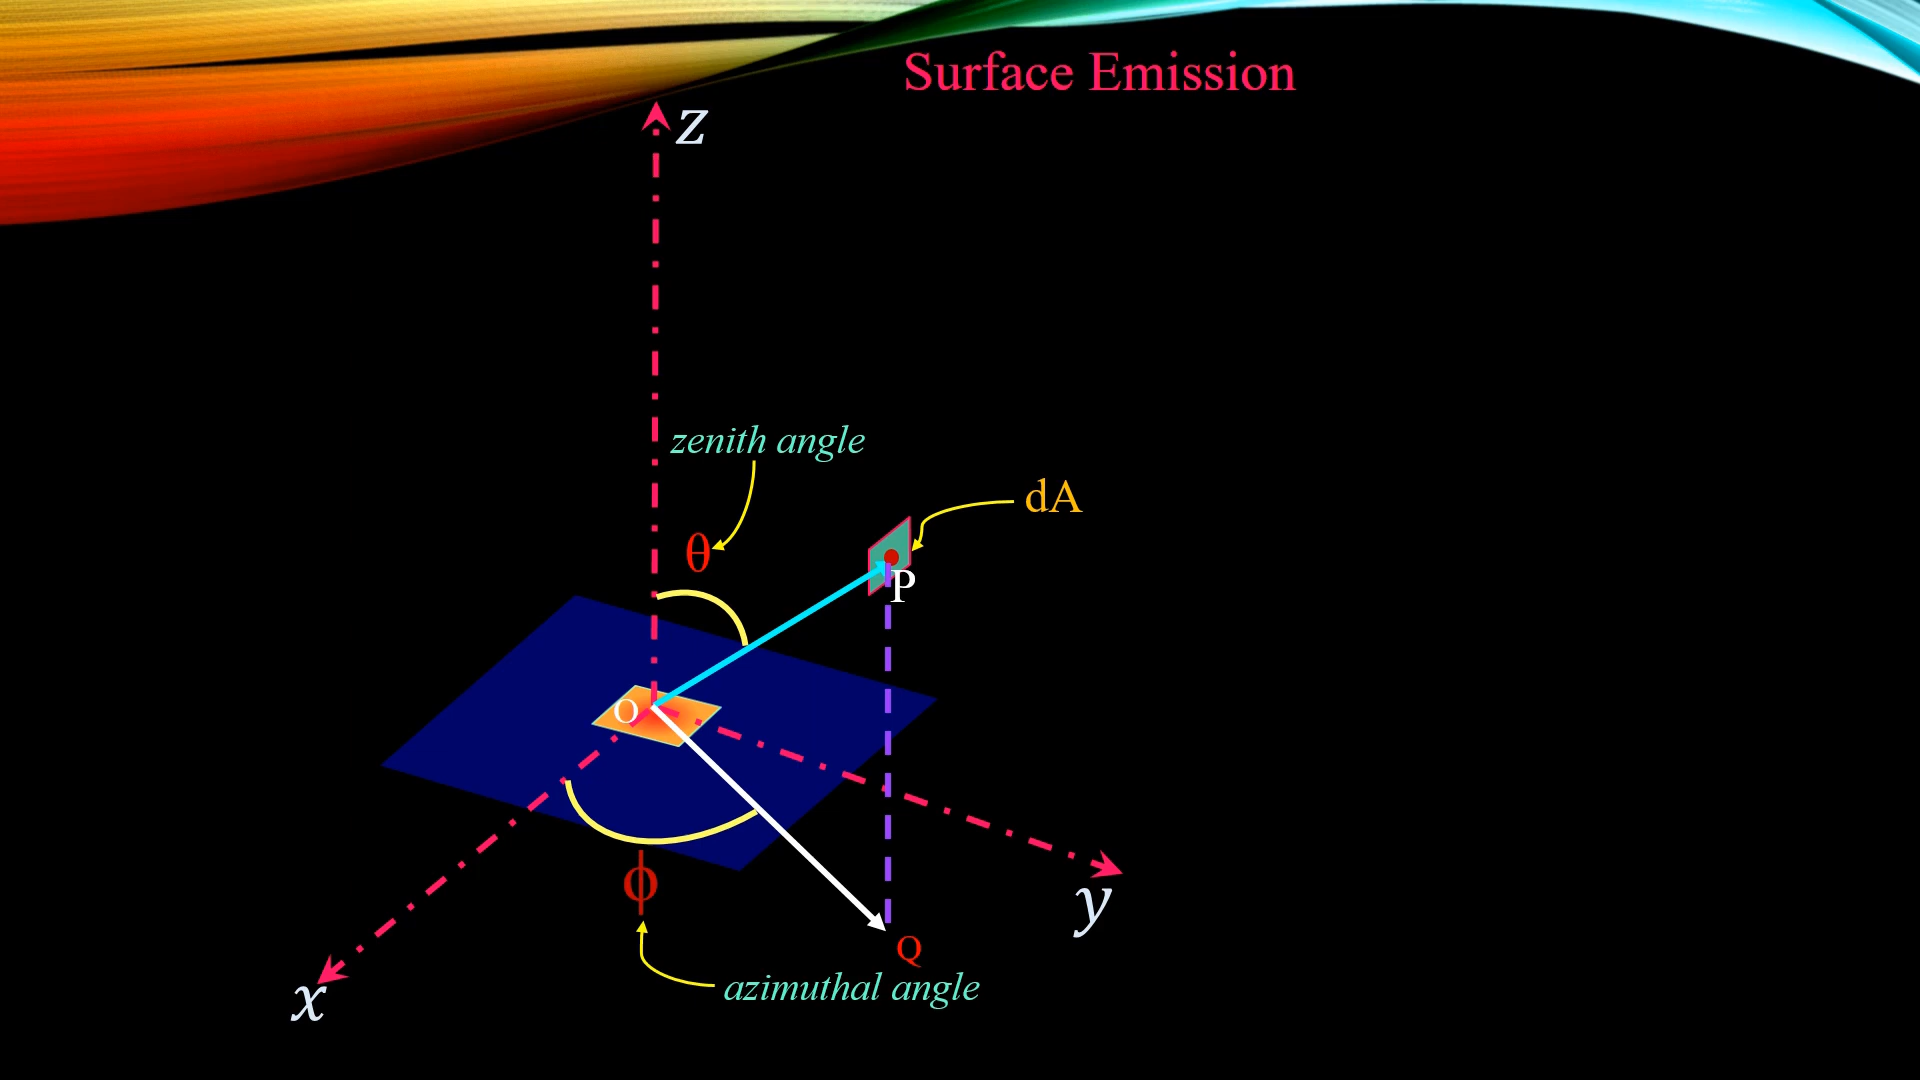 Surface Emission
z
zenith angle
dA
θ
P
O
y
ϕ
Q
azimuthal angle
x